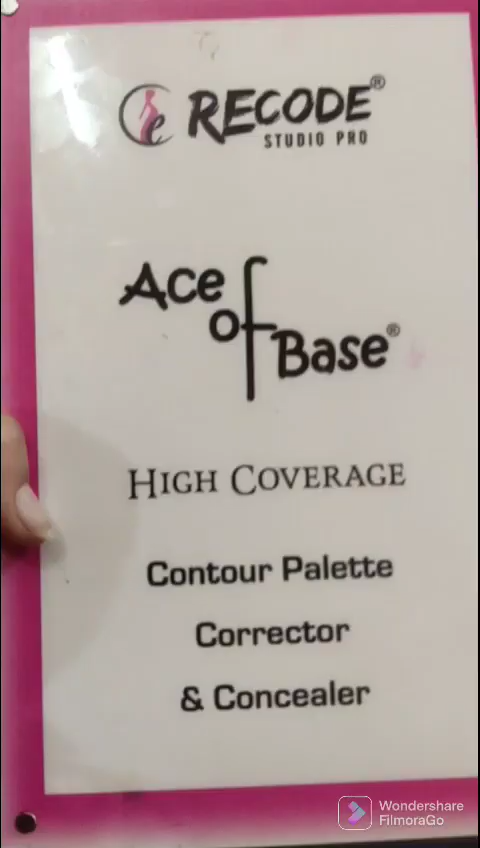 RECODE®
STUDIO PRO
Ace
of
Base®
HIGH COVERAGE
Contour Palette
Corrector
& Concealer
Wondershare
FilmoraGo